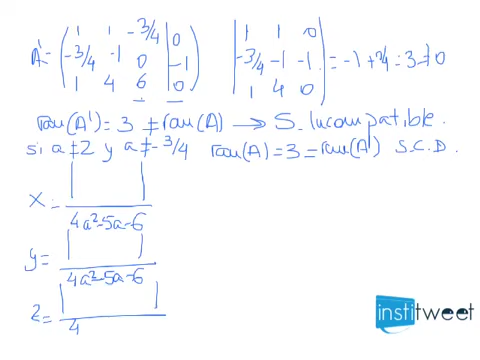 A' = ( 1 1 -3/4 | 0
-3/4 -1 0 | -1
1 4 6 | 0 )
| 1 1 0
-3/4 -1 -1
1 4 0 | = -1 + 4 = 3 ≠ 0
ran(A') = 3 ≠ ran(A) → S. Incompatible.
si a ≠ 2 y a ≠ -3/4 ran(A) = 3 = ran(A') S.C.D.
x = | | / 4a²-5a-6
y = | | / 4a²-5a-6
z = | | / 4
institweet